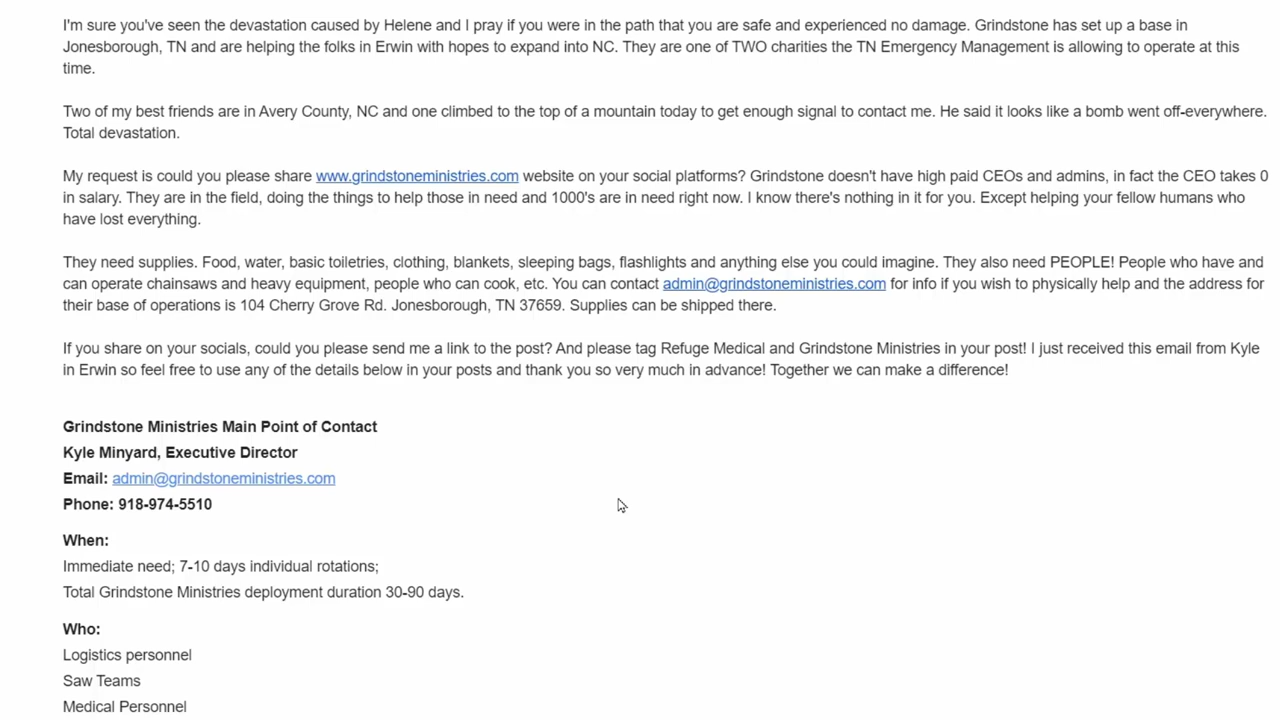 I'm sure you've seen the devastation caused by Helene and I pray if you were in the path that you are safe and experienced no damage. Grindstone has set up a base in
Jonesborough, TN and are helping the folks in Erwin with hopes to expand into NC. They are one of TWO charities the TN Emergency Management is allowing to operate at this
time.
Two of my best friends are in Avery County, NC and one climbed to the top of a mountain today to get enough signal to contact me. He said it looks like a bomb went off-everywhere.
Total devastation.
My request is could you please share www.grindstoneministries.com website on your social platforms? Grindstone doesn't have high paid CEOs and admins, in fact the CEO takes 0
in salary. They are in the field, doing the things to help those in need and 1000's are in need right now. I know there's nothing in it for you. Except helping your fellow humans who
have lost everything.
They need supplies. Food, water, basic toiletries, clothing, blankets, sleeping bags, flashlights and anything else you could imagine. They also need PEOPLE! People who have and
can operate chainsaws and heavy equipment, people who can cook, etc. You can contact admin@grindstoneministries.com for info if you wish to physically help and the address for
their base of operations is 104 Cherry Grove Rd. Jonesborough, TN 37659. Supplies can be shipped there.
If you share on your socials, could you please send me a link to the post? And please tag Refuge Medical and Grindstone Ministries in your post! I just received this email from Kyle
in Erwin so feel free to use any of the details below in your posts and thank you so very much in advance! Together we can make a difference!
Grindstone Ministries Main Point of Contact
Kyle Minyard, Executive Director
Email: admin@grindstoneministries.com
Phone: 918-974-5510
When:
Immediate need; 7-10 days individual rotations;
Total Grindstone Ministries deployment duration 30-90 days.
Who:
Logistics personnel
Saw Teams
Medical Personnel